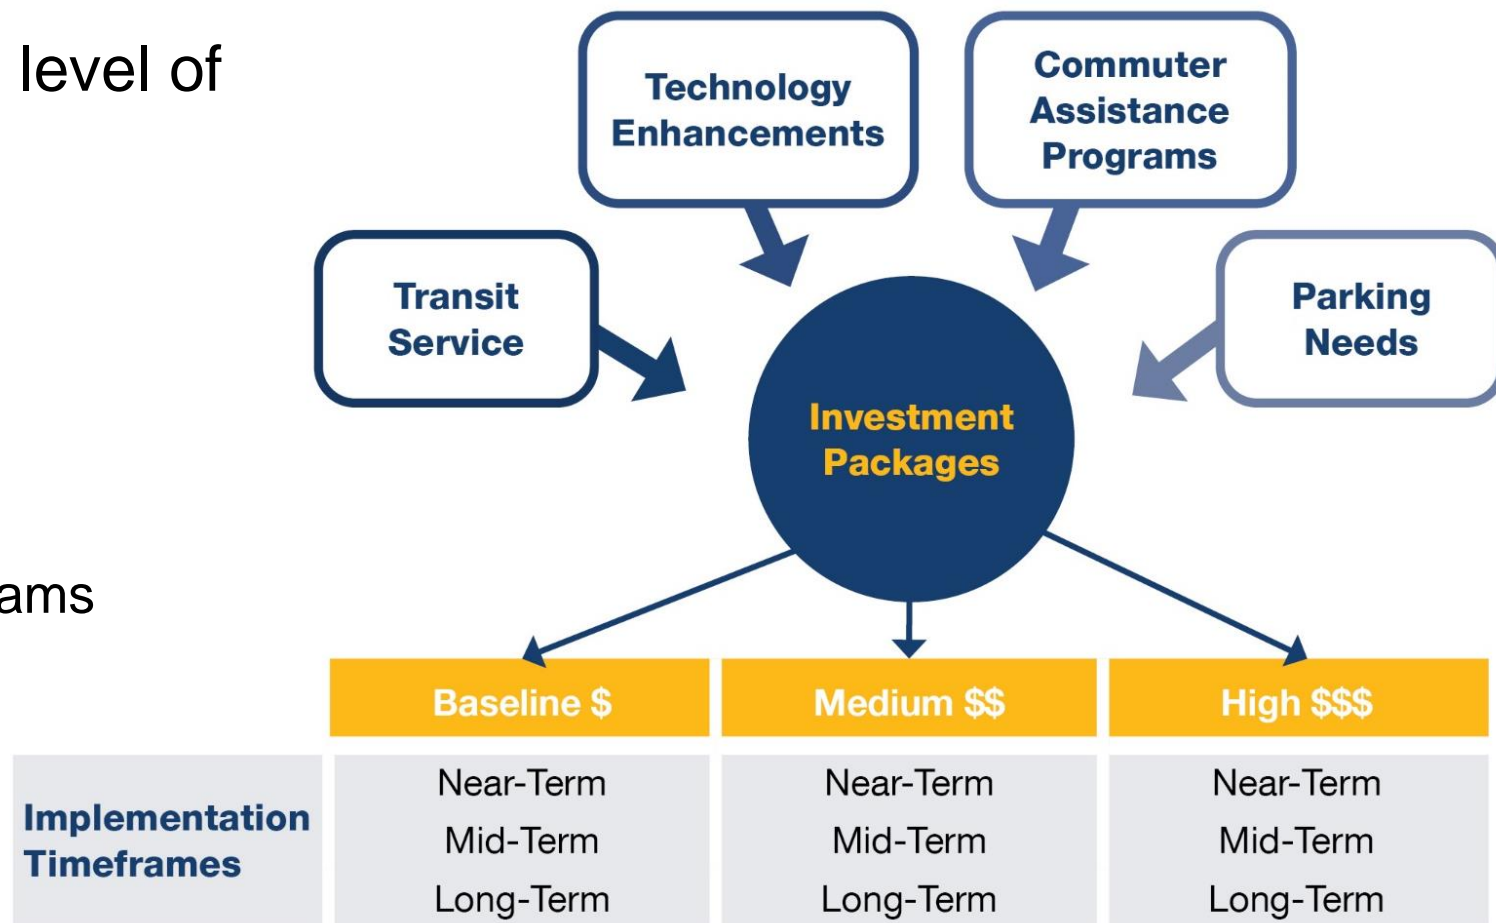 level of
Technology
Enhancements
Commuter
Assistance
Programs
Transit
Service
Parking
Needs
Investment
Packages
ams
Baseline $
Medium $$
High $$$
Implementation
Timeframes
Near-Term
Mid-Term
Long-Term
Near-Term
Mid-Term
Long-Term
Near-Term
Mid-Term
Long-Term